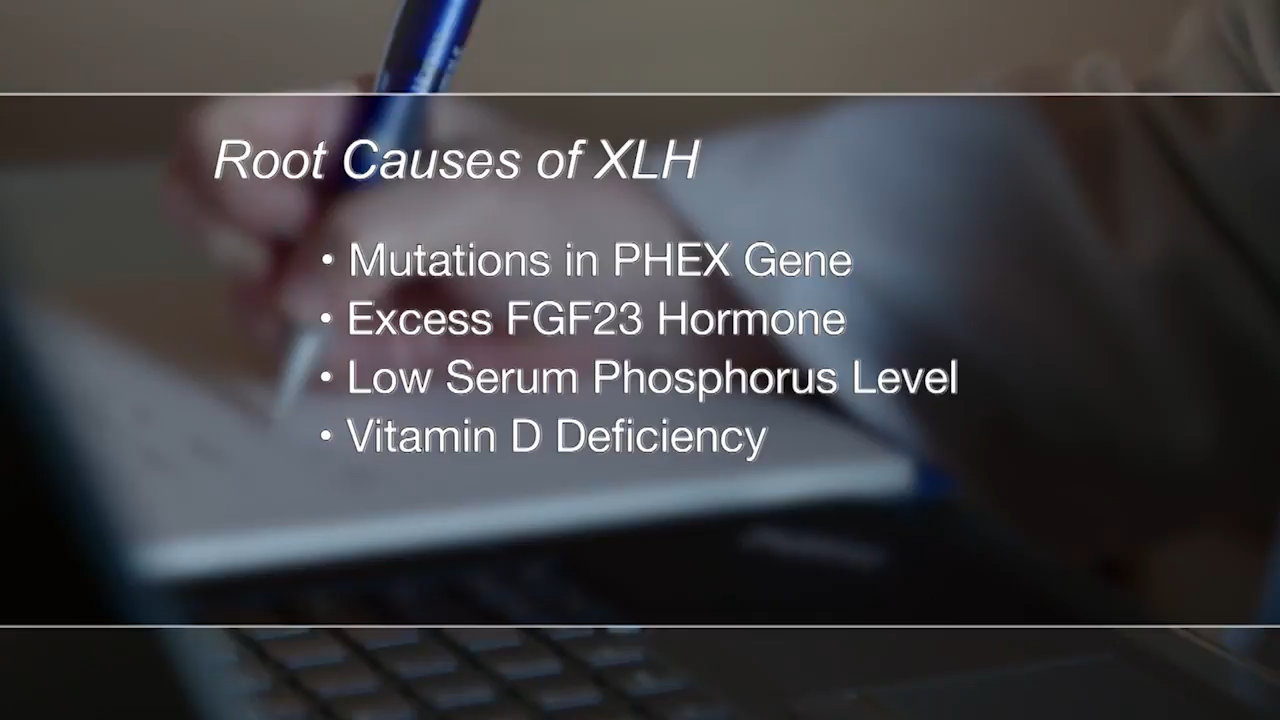 Root Causes of XLH
• Mutations in PHEX Gene
• Excess FGF23 Hormone
• Low Serum Phosphorus Level
• Vitamin D Deficiency